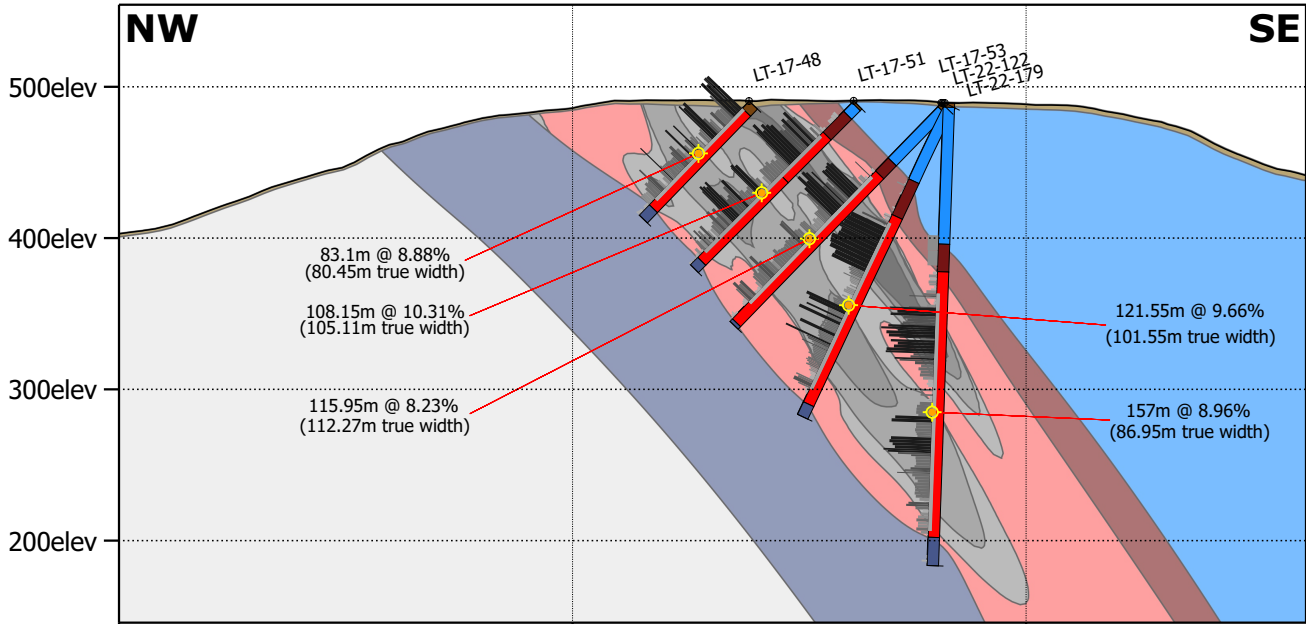 NW
SE
LT-17-48
LT-17-51
LT-17-53
LT-22-122
LT-22-179
500elev
400elev
300elev
200elev
83.1m @ 8.88%
(80.45m true width)
108.15m @ 10.31%
(105.11m true width)
115.95m @ 8.23%
(112.27m true width)
121.55m @ 9.66%
(101.55m true width)
157m @ 8.96%
(86.95m true width)